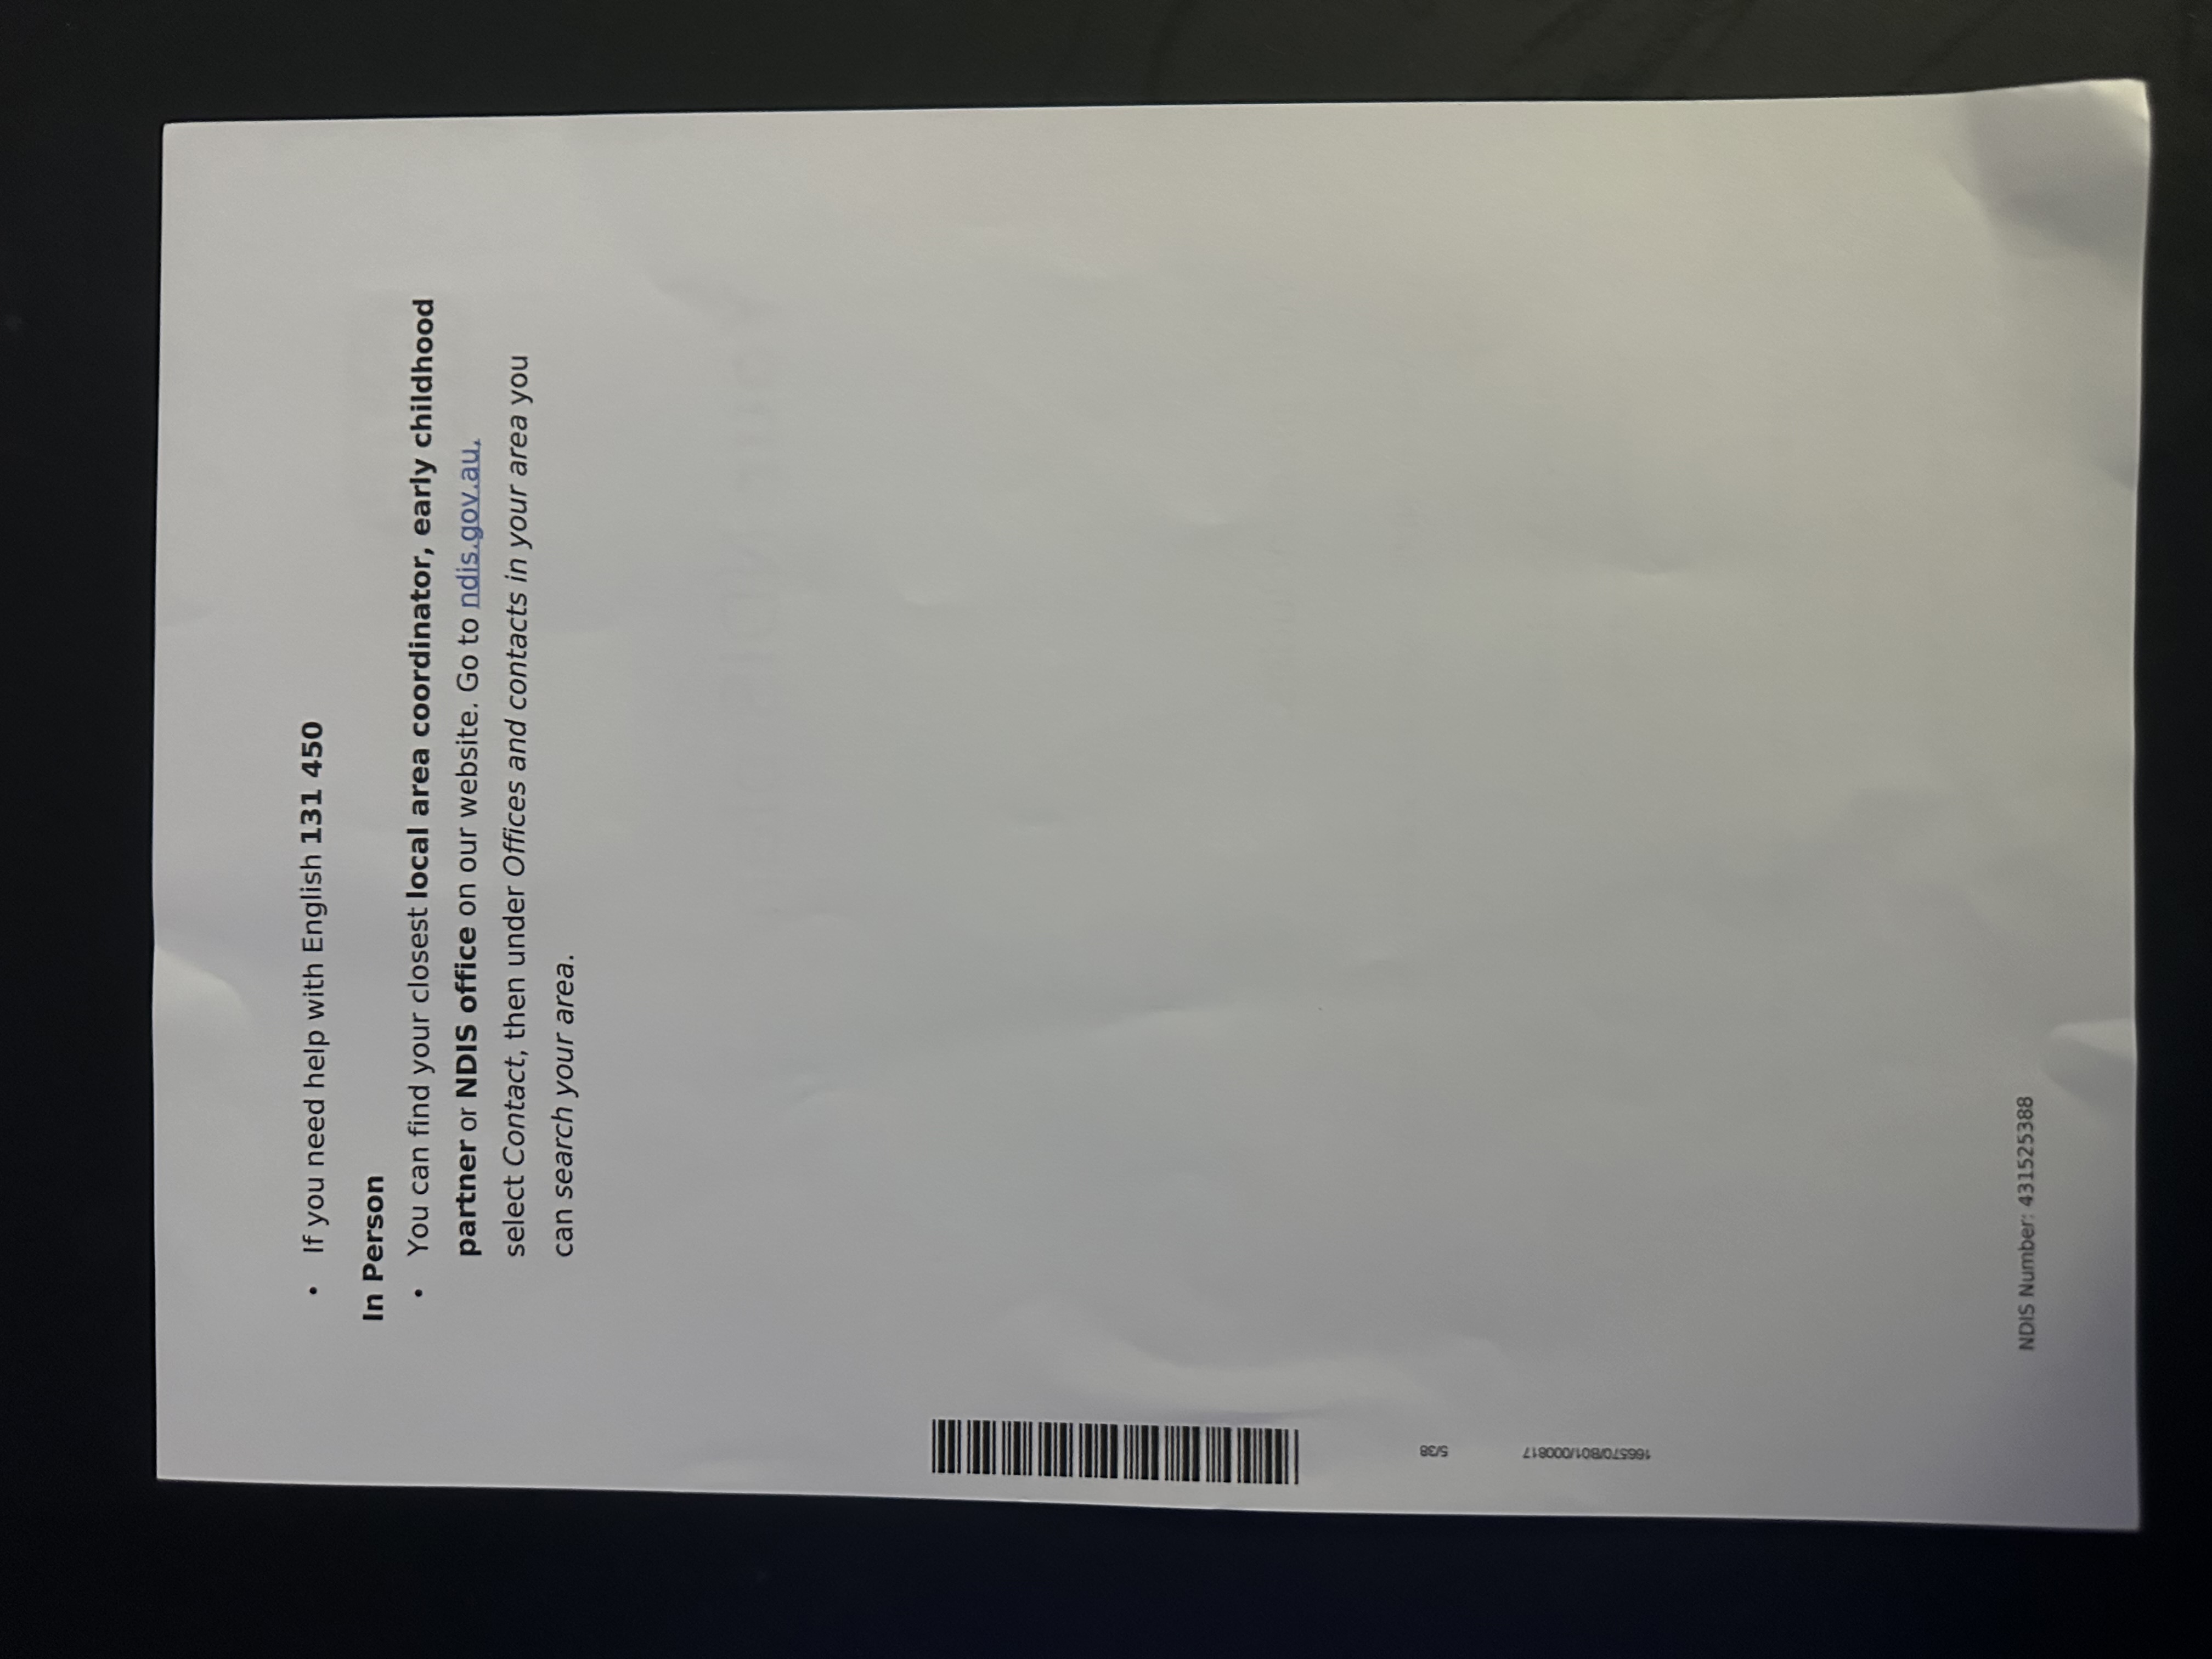 • If you need help with English 131 450
In Person
• You can find your closest local area coordinator, early childhood
partner or NDIS office on our website. Go to ndis.gov.au,
select Contact, then under Offices and contacts in your area you
can search your area.
5/38
166570/B01/000817
NDIS Number: 431525388